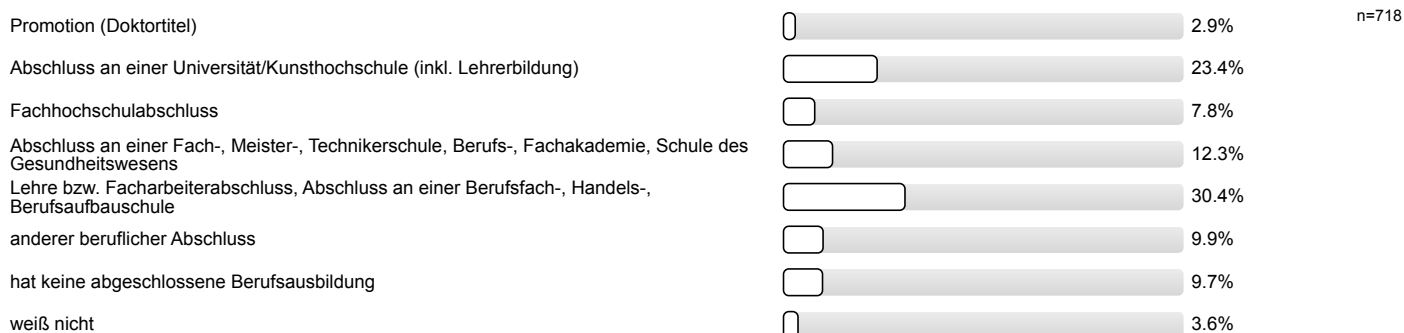 Promotion (Doktortitel) 2.9% n=718
Abschluss an einer Universität/Kunsthochschule (inkl. Lehrerbildung) 23.4%
Fachhochschulabschluss 7.8%
Abschluss an einer Fach-, Meister-, Technikerschule, Berufs-, Fachakademie, Schule des
Gesundheitswesens 12.3%
Lehre bzw. Facharbeiterabschluss, Abschluss an einer Berufsfach-, Handels-,
Berufsaufbauschule 30.4%
anderer beruflicher Abschluss 9.9%
hat keine abgeschlossene Berufsausbildung 9.7%
weiß nicht 3.6%